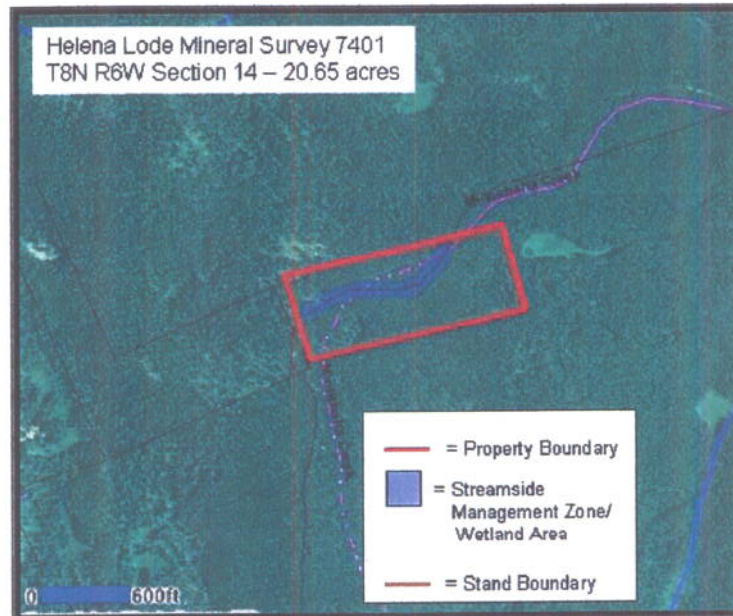 Helena Lode Mineral Survey 7401
T8N R6W Section 14 – 20.65 acres
= Property Boundary
= Streamside
Management Zone/
Wetland Area
= Stand Boundary
0 600ft